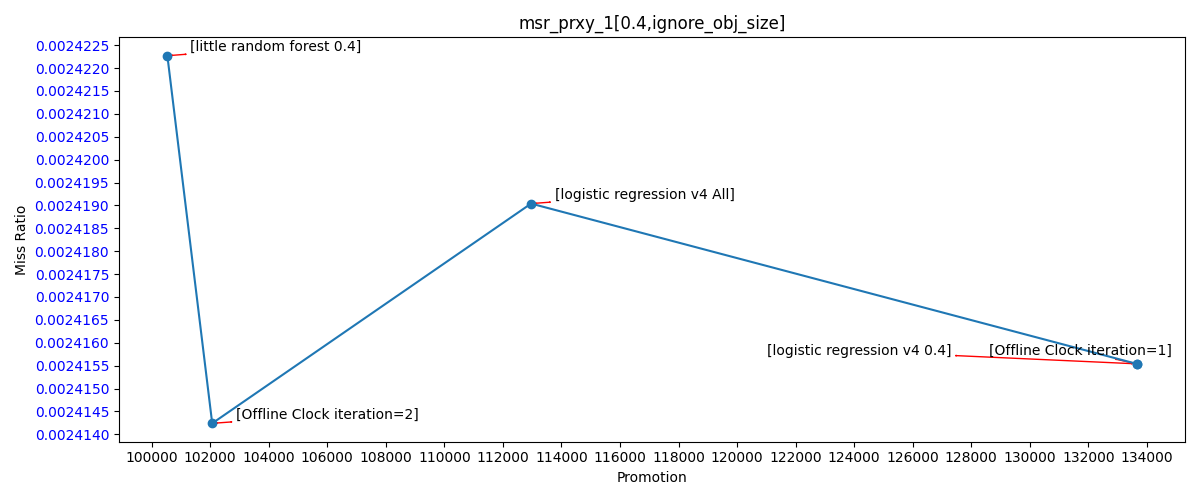 msr_prxy_1[0.4,ignore_obj_size]
Miss Ratio
0.0024225
0.0024220
0.0024215
0.0024210
0.0024205
0.0024200
0.0024195
0.0024190
0.0024185
0.0024180
0.0024175
0.0024170
0.0024165
0.0024160
0.0024155
0.0024150
0.0024145
0.0024140
[little random forest 0.4]
[logistic regression v4 All]
[logistic regression v4 0.4] [Offline Clock iteration=1]
[Offline Clock iteration=2]
100000 102000 104000 106000 108000 110000 112000 114000 116000 118000 120000 122000 124000 126000 128000 130000 132000 134000
Promotion